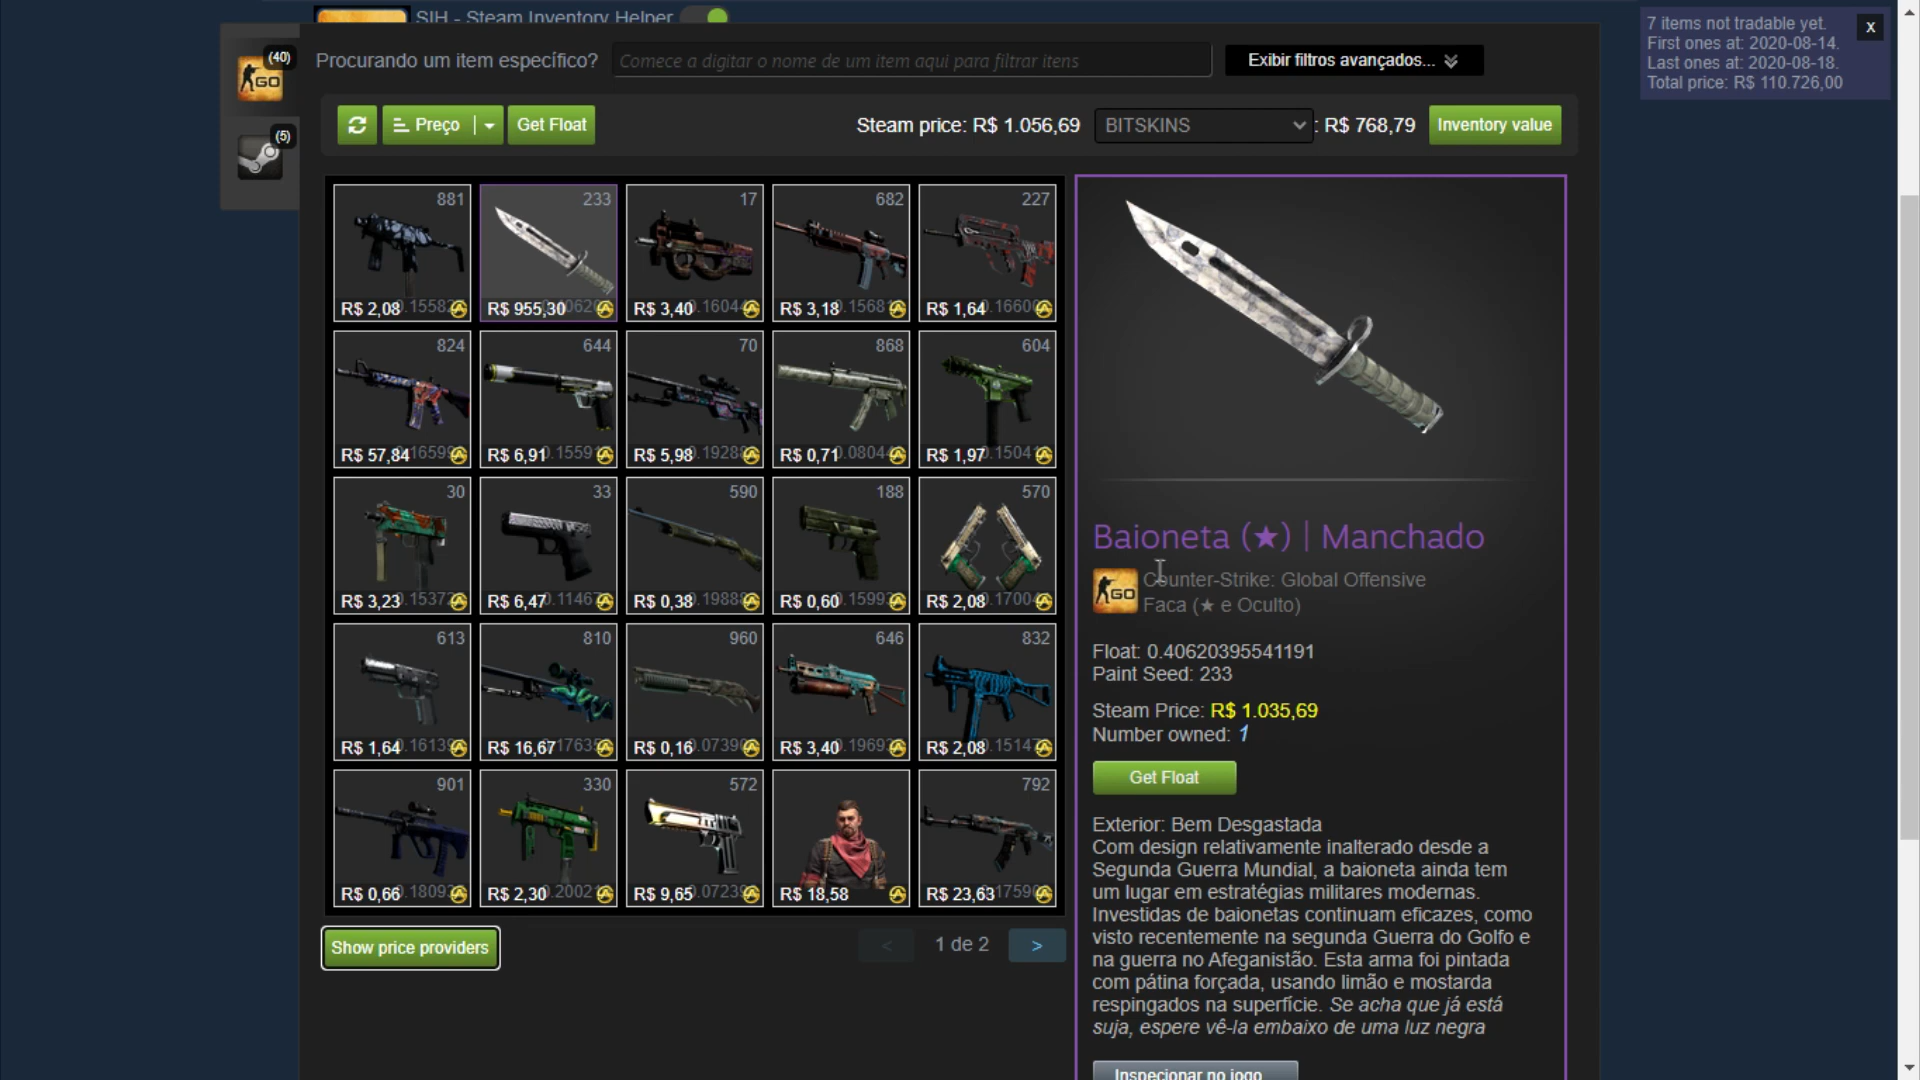 SIH - Steam Inventory Helper
7 items not tradable yet.
First ones at: 2020-08-14.
Last ones at: 2020-08-18.
Total price: R$ 110.726,00
x
(40)
GO
(5)
Procurando um item específico?
Comece a digitar o nome de um item aqui para filtrar itens
Exibir filtros avançados...
Preço
Get Float
Steam price: R$ 1.056,69
BITSKINS
: R$ 768,79
Inventory value
881
233
17
682
227
R$ 2,08
R$ 955,30
R$ 3,40
R$ 3,18
R$ 1,64
824
644
70
868
604
R$ 57,84
R$ 6,91
R$ 5,98
R$ 0,71
R$ 1,97
30
33
590
188
570
R$ 3,23
R$ 6,47
R$ 0,38
R$ 0,60
R$ 2,08
613
810
960
646
832
R$ 1,64
R$ 16,67
R$ 0,16
R$ 3,40
R$ 2,08
901
330
572
792
R$ 0,66
R$ 2,30
R$ 9,65
R$ 18,58
R$ 23,63
Show price providers
<
1 de 2
>
Baioneta (★) | Manchado
GO
Counter-Strike: Global Offensive
Faca (★ e Oculto)
Float: 0.40620395541191
Paint Seed: 233
Steam Price: R$ 1.035,69
Number owned: 1
Get Float
Exterior: Bem Desgastada
Com design relativamente inalterado desde a
Segunda Guerra Mundial, a baioneta ainda tem
um lugar em estratégias militares modernas.
Investidas de baionetas continuam eficazes, como
visto recentemente na segunda Guerra do Golfo e
na guerra no Afeganistão. Esta arma foi pintada
com pátina forçada, usando limão e mostarda
respingados na superfície. Se acha que já está
suja, espere vê-la embaixo de uma luz negra
Inspecionar no jogo